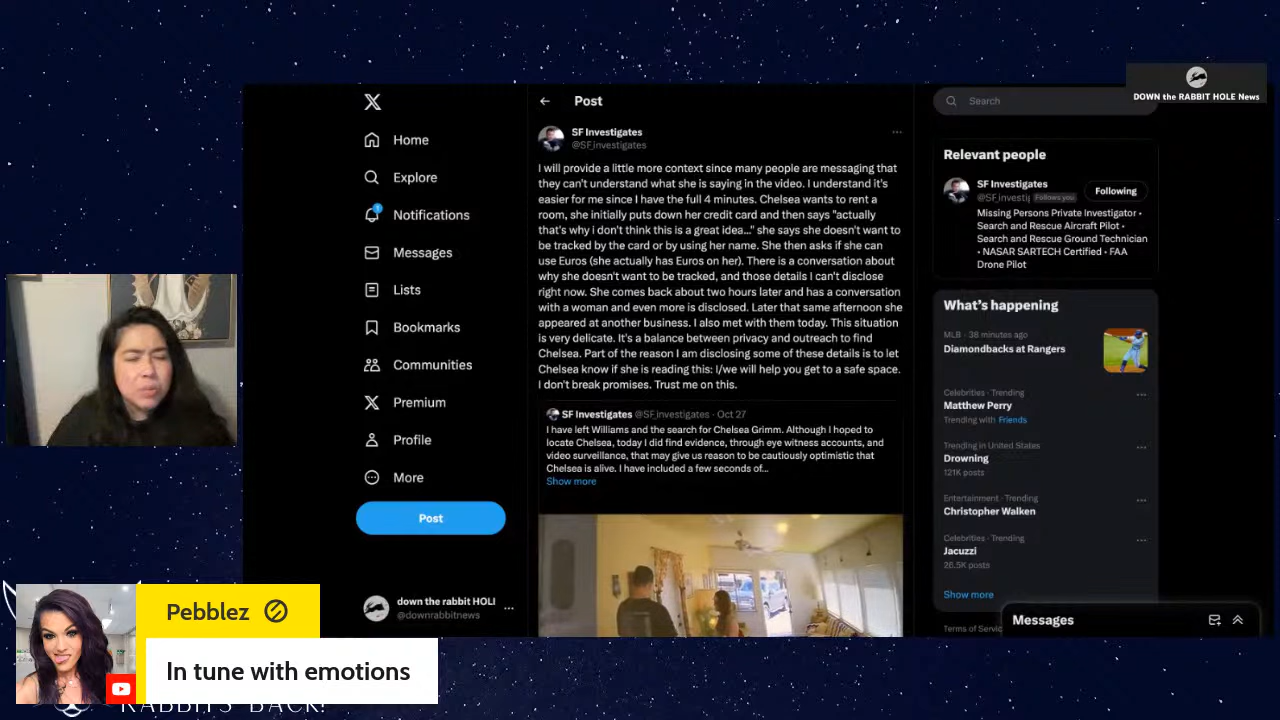 DOWN the RABBIT HOLE News
Home
Explore
Notifications
Messages
Lists
Bookmarks
Communities
Premium
Profile
More
Post
down the rabbit HOLI
@downrabbitnews
Post
SF Investigates
@SF_investigates
I will provide a little more context since many people are messaging that
they can't understand what she is saying in the video. I understand it's
easier for me since I have the full 4 minutes. Chelsea wants to rent a
room, she initially puts down her credit card and then says "actually
that's why i don't think this is a great idea..." she says she doesn't want to
be tracked by the card or by using her name. She then asks if she can
use Euros (she actually has Euros on her). There is a conversation about
why she doesn't want to be tracked, and those details I can't disclose
right now. She comes back about two hours later and has a conversation
with a woman and even more is disclosed. Later that same afternoon she
appeared at another business. I also met with them today. This situation
is very delicate. It's a balance between privacy and outreach to find
Chelsea. Part of the reason I am disclosing some of these details is to let
Chelsea know if she is reading this: I/we will help you get to a safe space.
I don't break promises. Trust me on this.
SF Investigates @SF_investigates · Oct 27
I have left Williams and the search for Chelsea Grimm. Although I hoped to
locate Chelsea, today I did find evidence, through eye witness accounts, and
video surveillance, that may give us reason to be cautiously optimistic that
Chelsea is alive. I have included a few seconds of...
Show more
Search
Relevant people
SF Investigates
@SF_investig Follows you
Following
Missing Persons Private Investigator •
Search and Rescue Aircraft Pilot •
Search and Rescue Ground Technician
• NASAR SARTECH Certified • FAA
Drone Pilot
What's happening
MLB · 38 minutes ago
Diamondbacks at Rangers
Celebrities · Trending
Matthew Perry
Trending with Friends
Trending in United States
Drowning
121K posts
Entertainment · Trending
Christopher Walken
Celebrities · Trending
Jacuzzi
26.5K posts
Show more
Terms of Servic
Messages
Pebblez
In tune with emotions
RABBITS BACK!